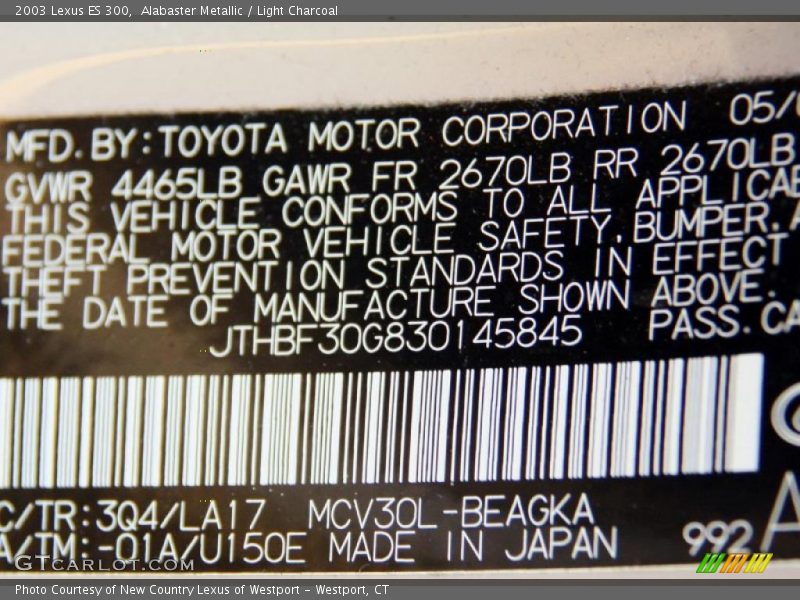 2003 Lexus ES 300, Alabaster Metallic / Light Charcoal
MFD. BY: TOYOTA MOTOR CORPORATION 05/0
GVWR 4465LB GAWR FR 2670LB RR 2670LB
THIS VEHICLE CONFORMS TO ALL APPLICAB
FEDERAL MOTOR VEHICLE SAFETY, BUMPER, A
THEFT PREVENTION STANDARDS IN EFFECT
THE DATE OF MANUFACTURE SHOWN ABOVE.
JTHBF30G830145845 PASS. CA
C/TR: 3Q4/LA17 MCV30L-BEAGKA
A/TM: -01A/U150E MADE IN JAPAN 992 A
GTCarLot.com
Photo Courtesy of New Country Lexus of Westport - Westport, CT